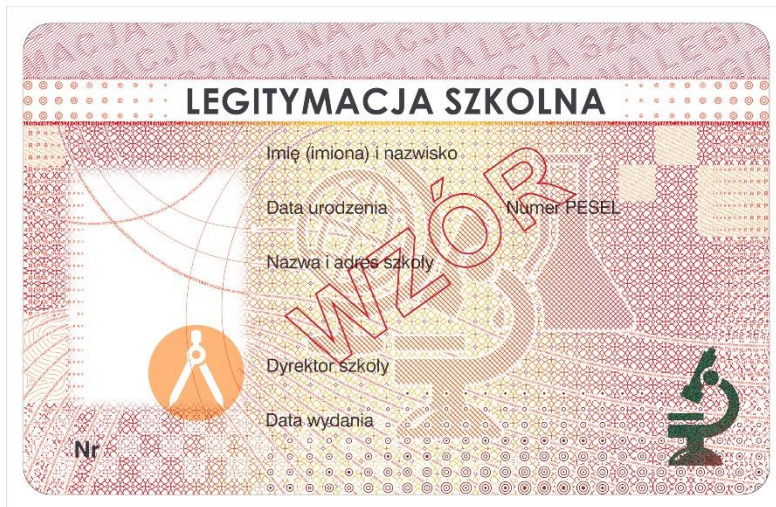 LEGITYMACJA SZKOLNA
Imię (imiona) i nazwisko
Data urodzenia Numer PESEL
Nazwa i adres szkoły
WZÓR
Dyrektor szkoły
Data wydania
Nr